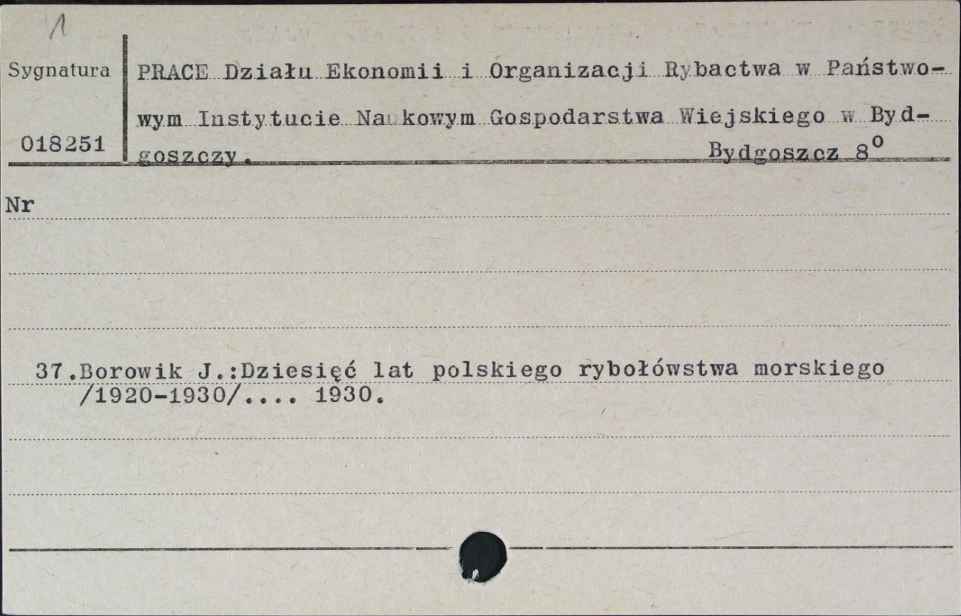 1
Sygnatura
PRACE Działu Ekonomii i Organizacji Rybactwa w Państwo-
wym Instytucie Naukowym Gospodarstwa Wiejskiego w Byd-
018251
goszczy. Bydgoszcz 8°
Nr
37.Borowik J.:Dziesięć lat polskiego rybołówstwa morskiego
/1920-1930/.... 1930.